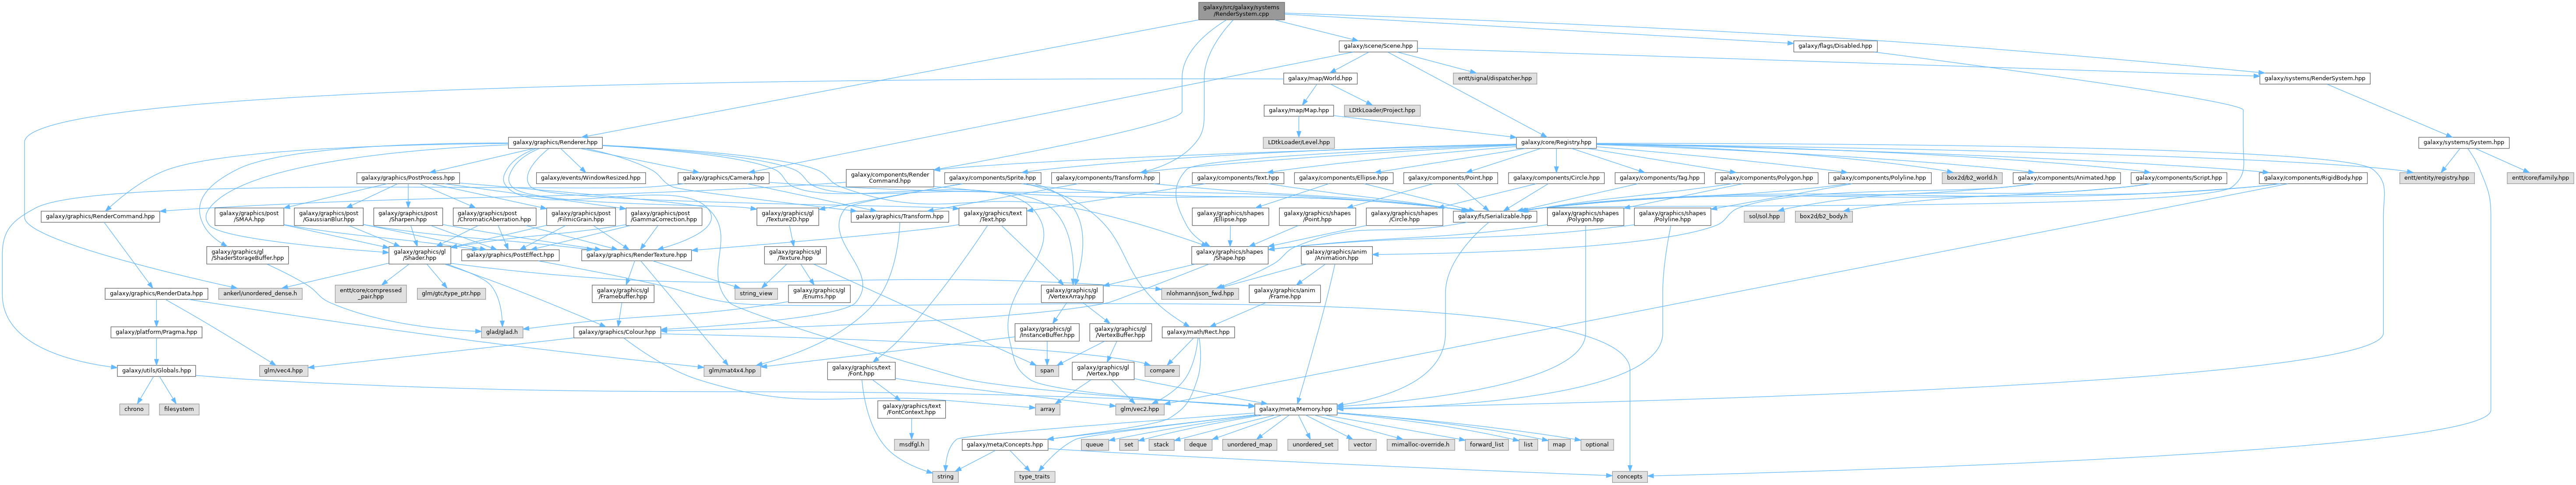 galaxy/src/galaxy/systems
/RenderSystem.cpp
galaxy/scene/Scene.hpp
galaxy/flags/Disabled.hpp
galaxy/map/World.hpp
entt/signal/dispatcher.hpp
galaxy/systems/RenderSystem.hpp
galaxy/map/Map.hpp
LDtkLoader/Project.hpp
galaxy/graphics/Renderer.hpp
LDtkLoader/Level.hpp
galaxy/core/Registry.hpp
galaxy/systems/System.hpp
galaxy/graphics/PostProcess.hpp
galaxy/events/WindowResized.hpp
galaxy/graphics/Camera.hpp
galaxy/components/Render
Command.hpp
galaxy/components/Sprite.hpp
galaxy/components/Transform.hpp
galaxy/components/Text.hpp
galaxy/components/Ellipse.hpp
galaxy/components/Point.hpp
galaxy/components/Circle.hpp
galaxy/components/Tag.hpp
galaxy/components/Polygon.hpp
galaxy/components/Polyline.hpp
box2d/b2_world.h
galaxy/components/Animated.hpp
galaxy/components/Script.hpp
galaxy/components/RigidBody.hpp
entt/entity/registry.hpp
entt/core/family.hpp
galaxy/graphics/RenderCommand.hpp
galaxy/graphics/post
/SMAA.hpp
galaxy/graphics/post
/GaussianBlur.hpp
galaxy/graphics/post
/Sharpen.hpp
galaxy/graphics/post
/ChromaticAberration.hpp
galaxy/graphics/post
/FilmicGrain.hpp
galaxy/graphics/post
/GammaCorrection.hpp
galaxy/graphics/gl
/Texture2D.hpp
galaxy/graphics/Transform.hpp
galaxy/graphics/text
/Text.hpp
galaxy/graphics/shapes
/Ellipse.hpp
galaxy/graphics/shapes
/Point.hpp
galaxy/graphics/shapes
/Circle.hpp
galaxy/fs/Serializable.hpp
galaxy/graphics/shapes
/Polygon.hpp
galaxy/graphics/shapes
/Polyline.hpp
sol/sol.hpp
box2d/b2_body.h
galaxy/graphics/gl
/ShaderStorageBuffer.hpp
galaxy/graphics/gl
/Shader.hpp
galaxy/graphics/PostEffect.hpp
galaxy/graphics/RenderTexture.hpp
galaxy/graphics/gl
/Texture.hpp
galaxy/graphics/shapes
/Shape.hpp
galaxy/graphics/anim
/Animation.hpp
galaxy/graphics/RenderData.hpp
ankerl/unordered_dense.h
entt/core/compressed
_pair.hpp
glm/gtc/type_ptr.hpp
galaxy/graphics/gl
/Framebuffer.hpp
string_view
galaxy/graphics/gl
/Enums.hpp
galaxy/graphics/gl
/VertexArray.hpp
nlohmann/json_fwd.hpp
galaxy/graphics/anim
/Frame.hpp
galaxy/platform/Pragma.hpp
glad/glad.h
galaxy/graphics/Colour.hpp
galaxy/graphics/gl
/InstanceBuffer.hpp
galaxy/graphics/gl
/VertexBuffer.hpp
galaxy/math/Rect.hpp
galaxy/utils/Globals.hpp
glm/vec4.hpp
glm/mat4x4.hpp
galaxy/graphics/text
/Font.hpp
span
galaxy/graphics/gl
/Vertex.hpp
compare
chrono
filesystem
galaxy/graphics/text
/FontContext.hpp
array
glm/vec2.hpp
galaxy/meta/Memory.hpp
msdfgl.h
galaxy/meta/Concepts.hpp
queue
set
stack
deque
unordered_map
unordered_set
vector
mimalloc-override.h
forward_list
list
map
optional
string
type_traits
concepts